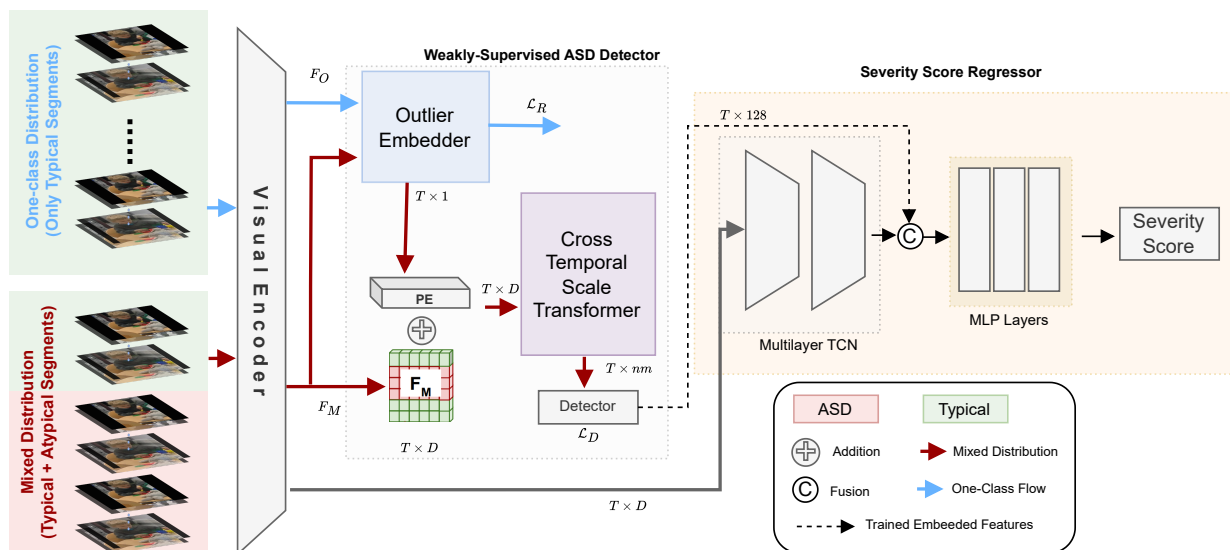 One-class Distribution
(Only Typical Segments)
Mixed Distribution
(Typical + Atypical Segments)
Visual Encoder
Weakly-Supervised ASD Detector
F_O
Outlier
Embedder
ℒ_R
T × 1
PE
T × D
Cross
Temporal
Scale
Transformer
F_M
F_M
T × D
T × nm
Detector
ℒ_D
T × D
Severity Score Regressor
T × 128
Multilayer TCN
C
MLP Layers
Severity
Score
ASD
Typical
Addition
Mixed Distribution
C
Fusion
One-Class Flow
Trained Embeeded Features